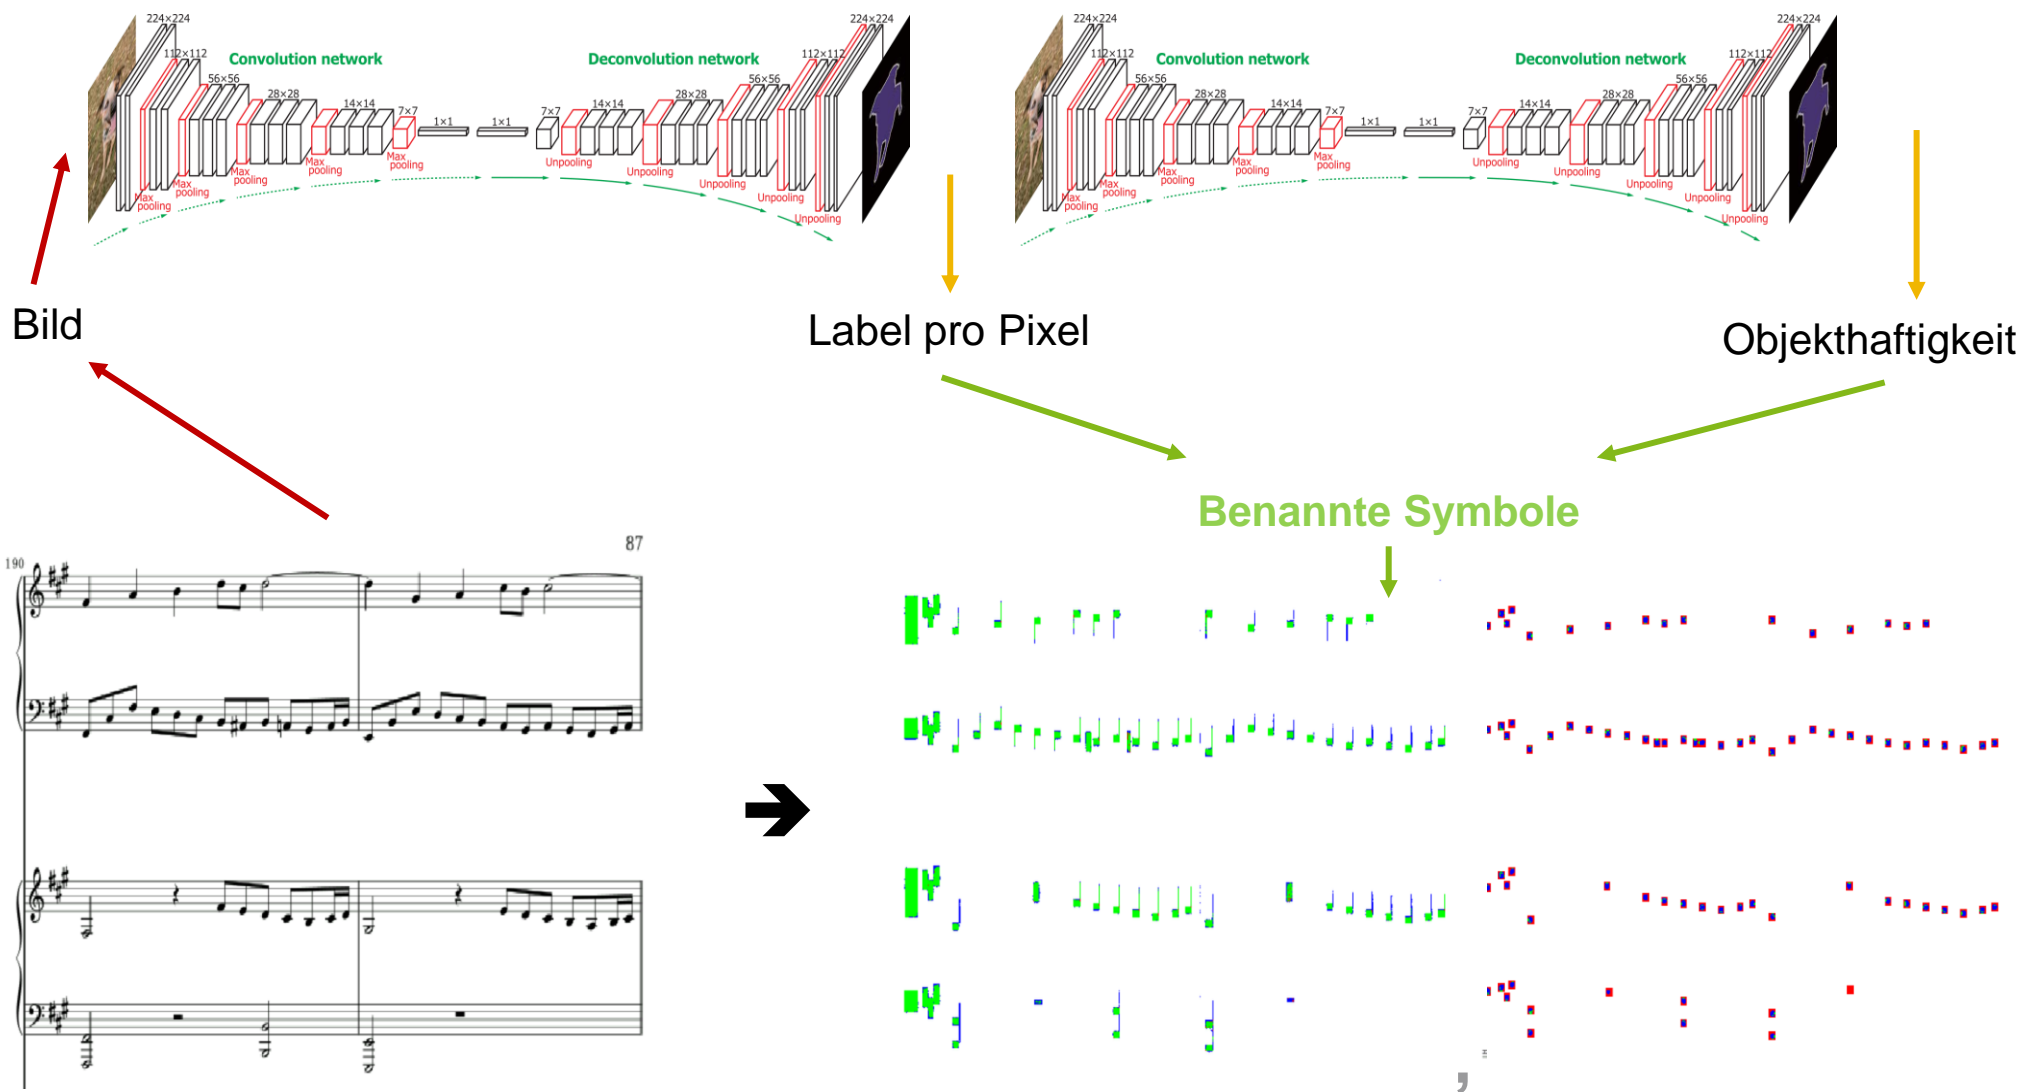 224×224
112×112
56×56
28×28
14×14
7×7
1×1
1×1
7×7
14×14
28×28
56×56
112×112
224×224
Convolution network
Deconvolution network
Max
pooling
Max
pooling
Max
pooling
Max
pooling
Max
pooling
Unpooling
Unpooling
Unpooling
Unpooling
Unpooling
224×224
112×112
56×56
28×28
14×14
7×7
1×1
1×1
7×7
14×14
28×28
56×56
112×112
224×224
Convolution network
Deconvolution network
Max
pooling
Max
pooling
Max
pooling
Max
pooling
Max
pooling
Unpooling
Unpooling
Unpooling
Unpooling
Unpooling
Bild
Label pro Pixel
Objekthaftigkeit
Benannte Symbole
87
190
,